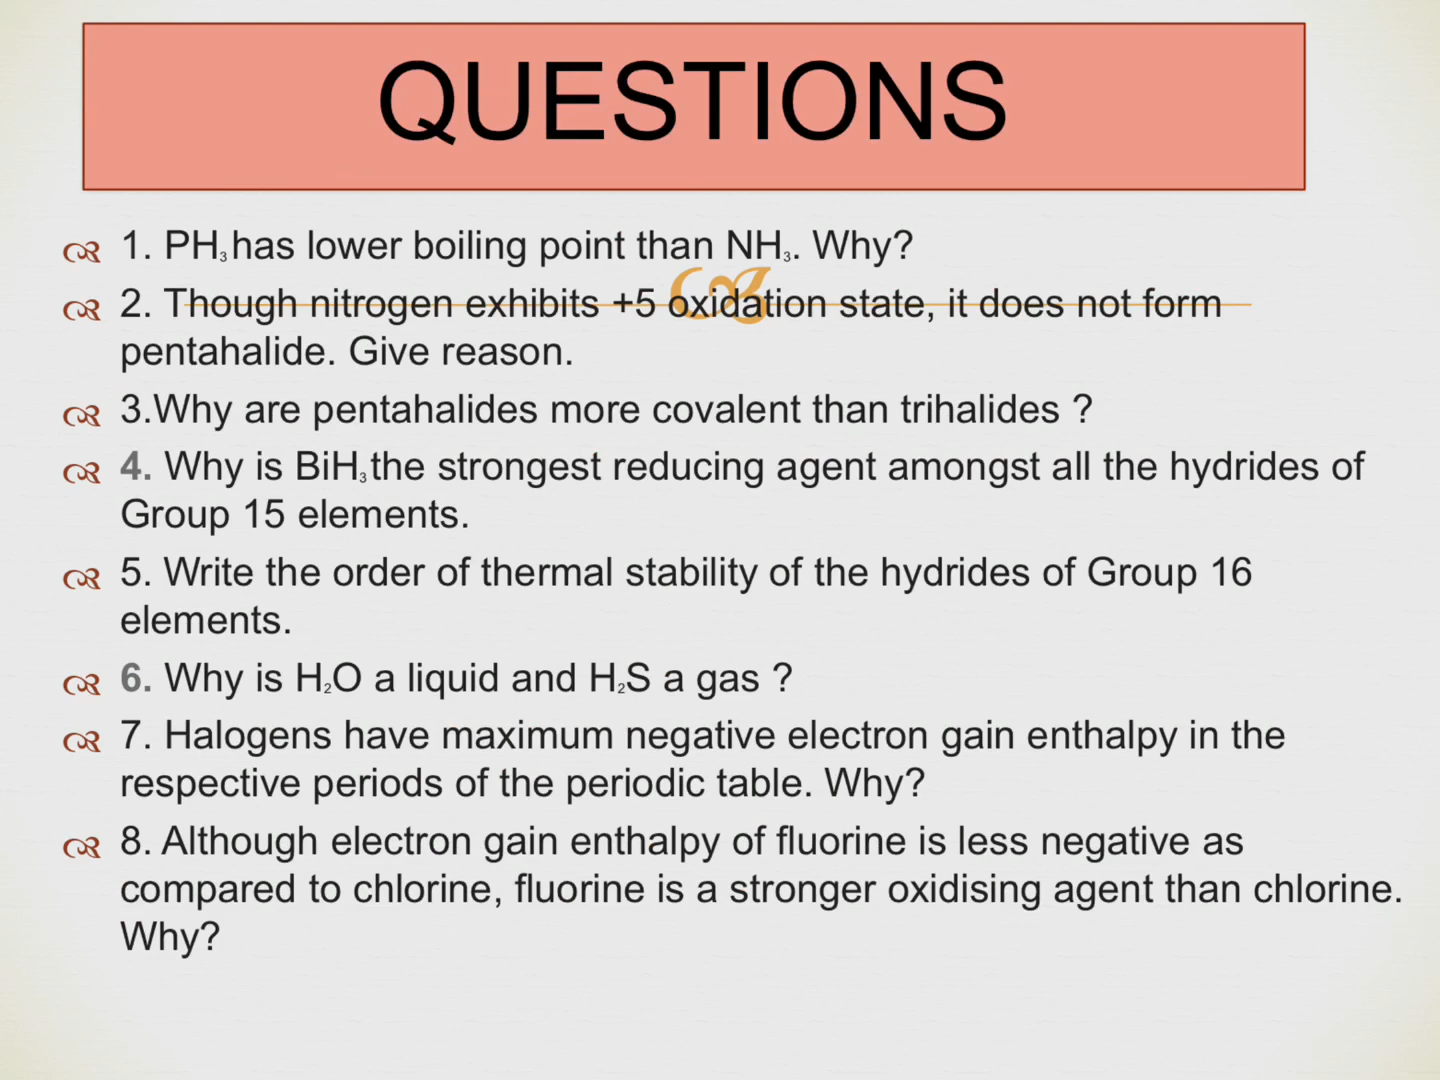 QUESTIONS
1. PH₃ has lower boiling point than NH₃. Why?
2. Though nitrogen exhibits +5 oxidation state, it does not form
pentahalide. Give reason.
3.Why are pentahalides more covalent than trihalides ?
4. Why is BiH₃ the strongest reducing agent amongst all the hydrides of
Group 15 elements.
5. Write the order of thermal stability of the hydrides of Group 16
elements.
6. Why is H₂O a liquid and H₂S a gas ?
7. Halogens have maximum negative electron gain enthalpy in the
respective periods of the periodic table. Why?
8. Although electron gain enthalpy of fluorine is less negative as
compared to chlorine, fluorine is a stronger oxidising agent than chlorine.
Why?